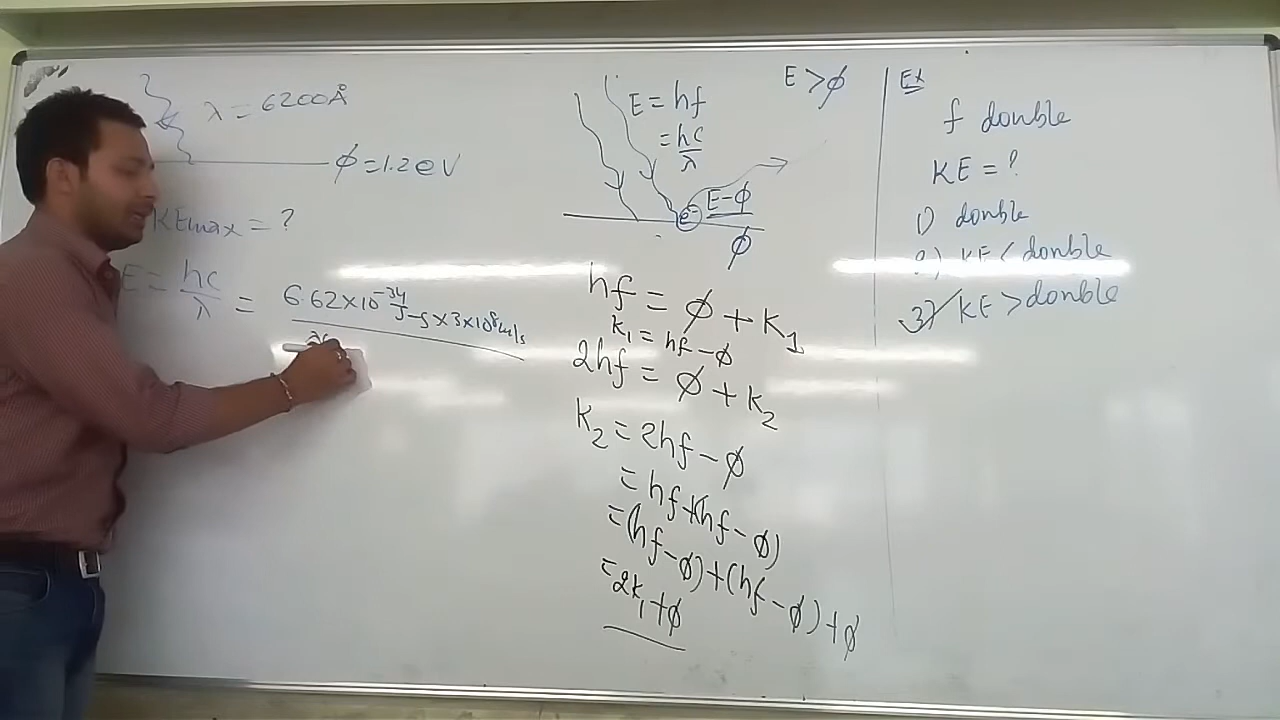 λ = 6200Å
ϕ = 1.2 eV
KEmax = ?
E = hc/λ = 6.62×10⁻³⁴ J-s × 3×10⁸ m/s
E > ϕ
E = hf
= hc/λ
e⁻
E-ϕ
ϕ
hf = ϕ + K₁
K₁ = hf - ϕ
2hf = ϕ + K₂
K₂ = 2hf - ϕ
= hf + (hf - ϕ)
= (hf - ϕ) + (hf - ϕ) + ϕ
= 2K₁ + ϕ
Ex
f double
KE = ?
1) double
2) KE < double
3) KE > double